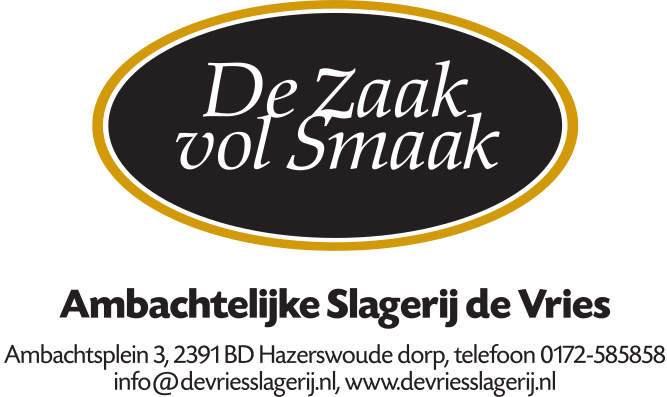 De Zaak
vol Smaak
Ambachtelijke Slagerij de Vries
Ambachtsplein 3, 2391 BD Hazerswoude dorp, telefoon 0172-585858
info@devriesslagerij.nl, www.devriesslagerij.nl